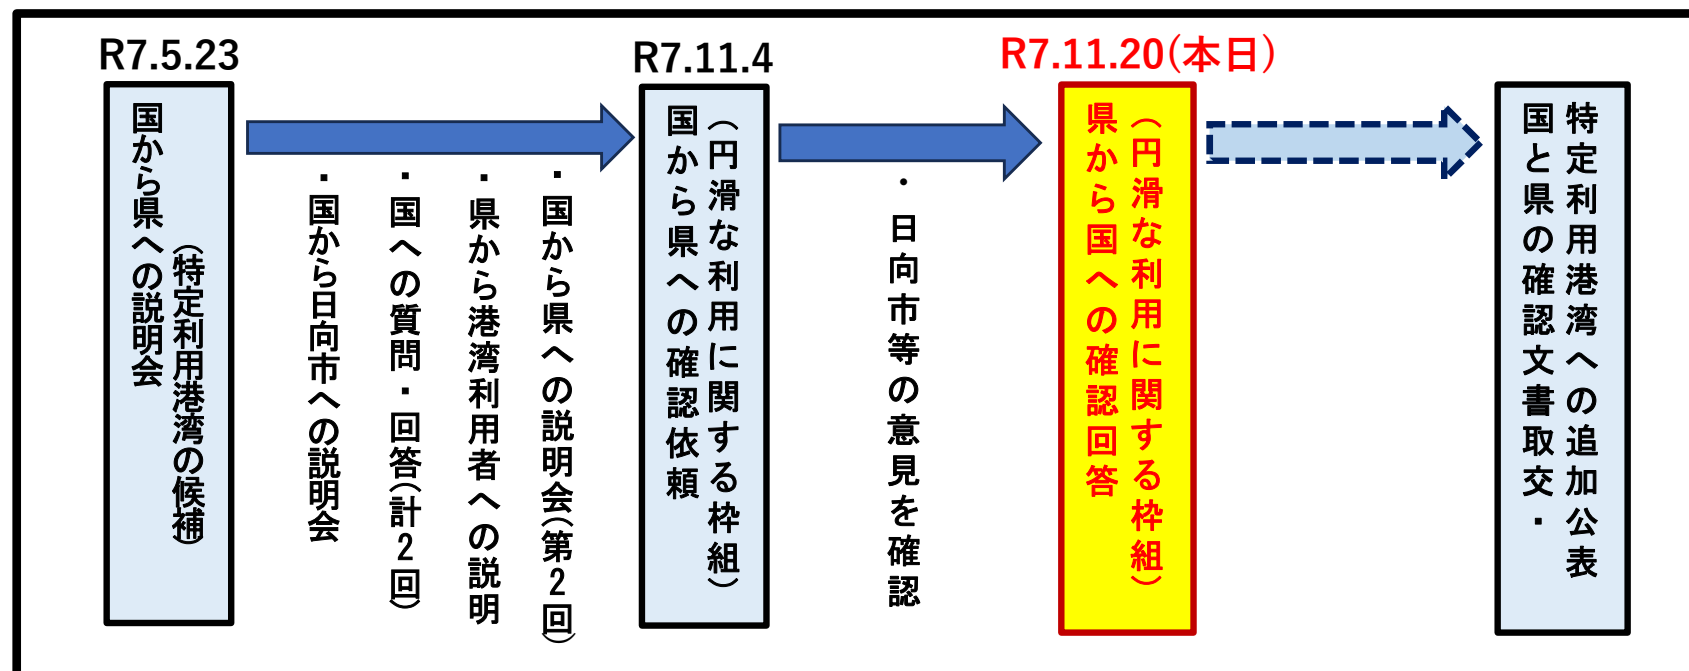 R7.5.23
国から県への説明会
（特定利用港湾の候補）
・国から日向市への説明会
・国への質問・回答（計2回）
・県から港湾利用者への説明
・国から県への説明会（第2回）
R7.11.4
国から県への確認依頼
（円滑な利用に関する枠組）
・日向市等の意見を確認
R7.11.20(本日)
県から国への確認回答
（円滑な利用に関する枠組）
国と県の確認文書取交・
特定利用港湾への追加公表